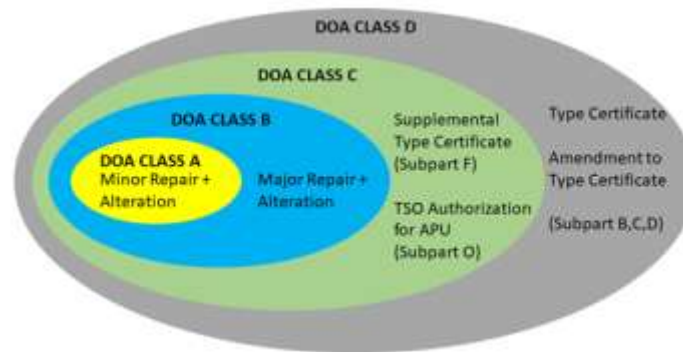 DOA CLASS D
DOA CLASS C
DOA CLASS B
DOA CLASS A
Minor Repair +
Alteration
Major Repair +
Alteration
Supplemental
Type Certificate
(Subpart F)
TSO Authorization
for APU
(Subpart O)
Type Certificate
Amendment to
Type Certificate
(Subpart B,C,D)